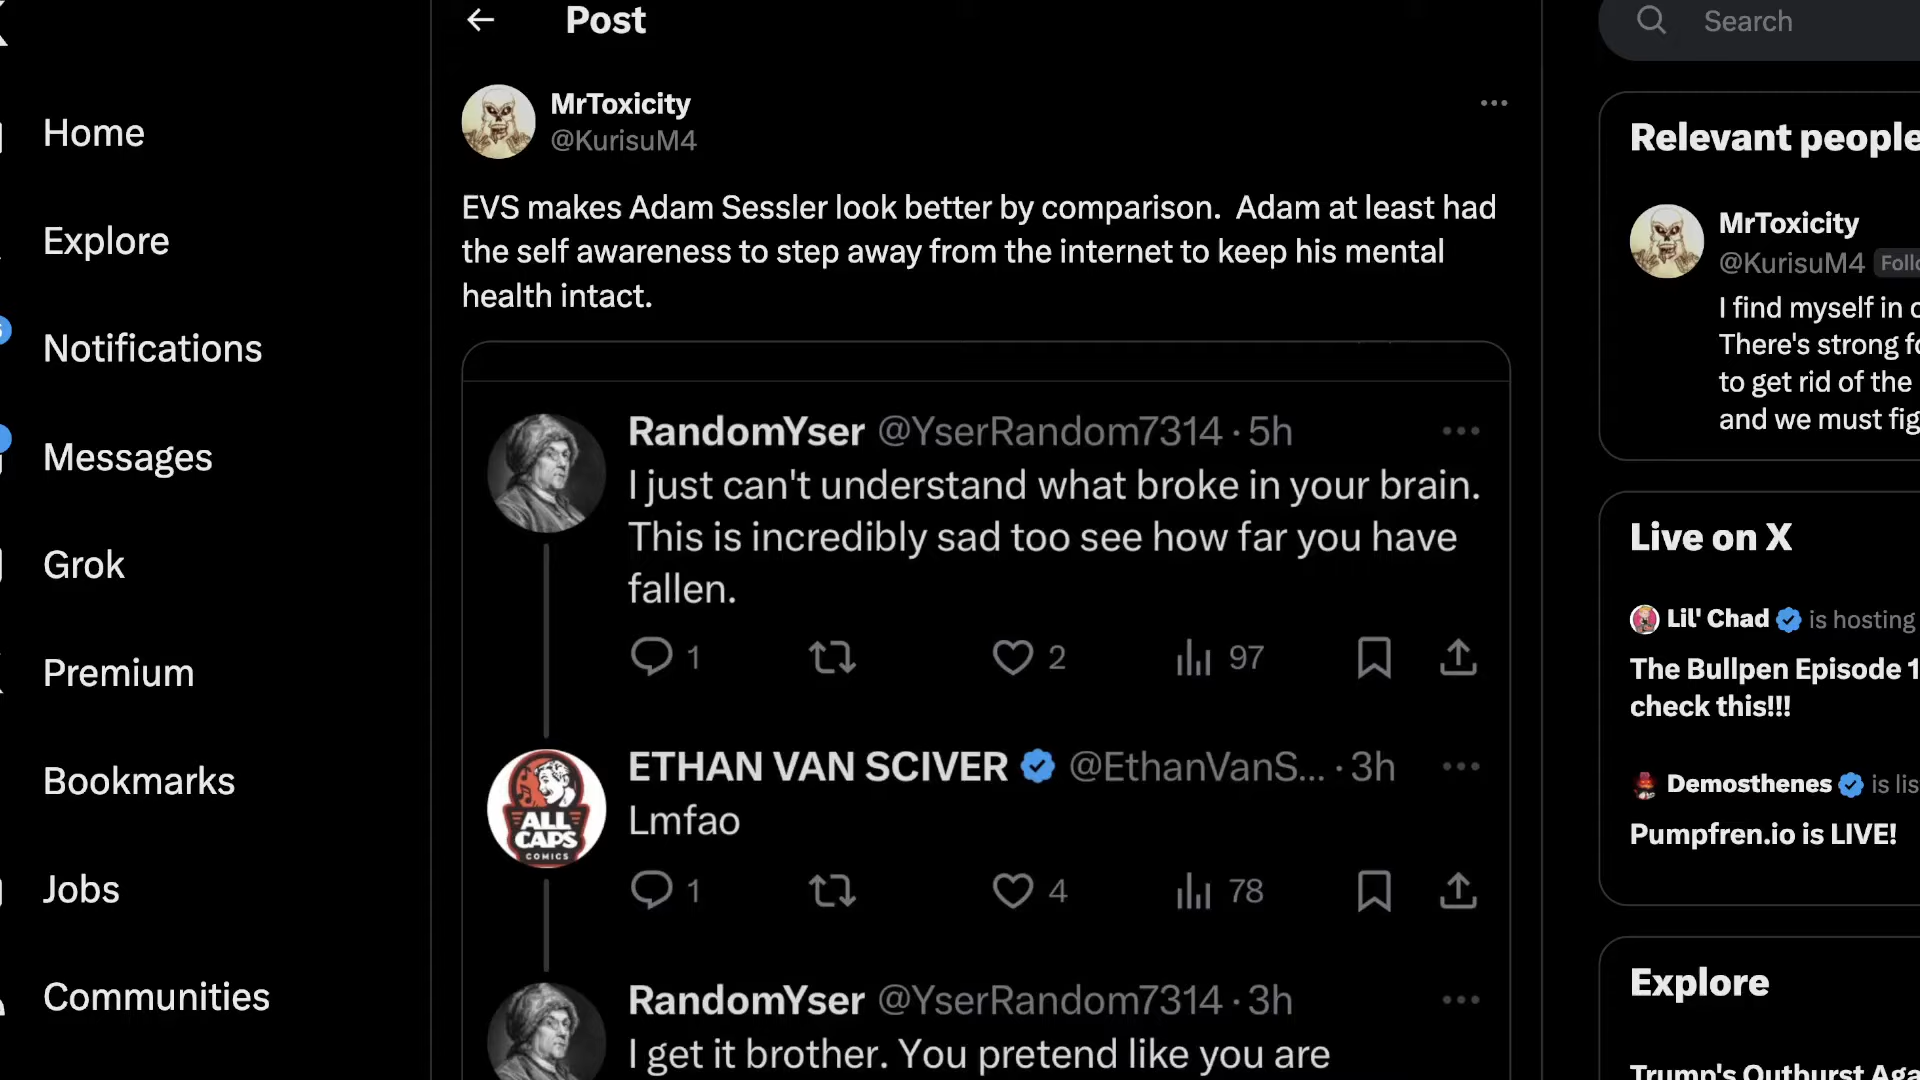 Post
Search
MrToxicity
@KurisuM4
EVS makes Adam Sessler look better by comparison.  Adam at least had
the self awareness to step away from the internet to keep his mental
health intact.
RandomYser @YserRandom7314 · 5h
I just can't understand what broke in your brain.
This is incredibly sad too see how far you have
fallen.
1 2 97
ETHAN VAN SCIVER @EthanVanS... · 3h
Lmfao
1 4 78
ALL
CAPS
COMICS
RandomYser @YserRandom7314 · 3h
I get it brother. You pretend like you are
Home
Explore
Notifications
Messages
Grok
Premium
Bookmarks
Jobs
Communities
Relevant people
MrToxicity
@KurisuM4
I find myself in
There's strong
to get rid of the
and we must
Live on X
Lil' Chad is hosting
The Bullpen Episode 1
check this!!!
Demosthenes is
Pumpfren.io is LIVE!
Explore
Trump's Outburst